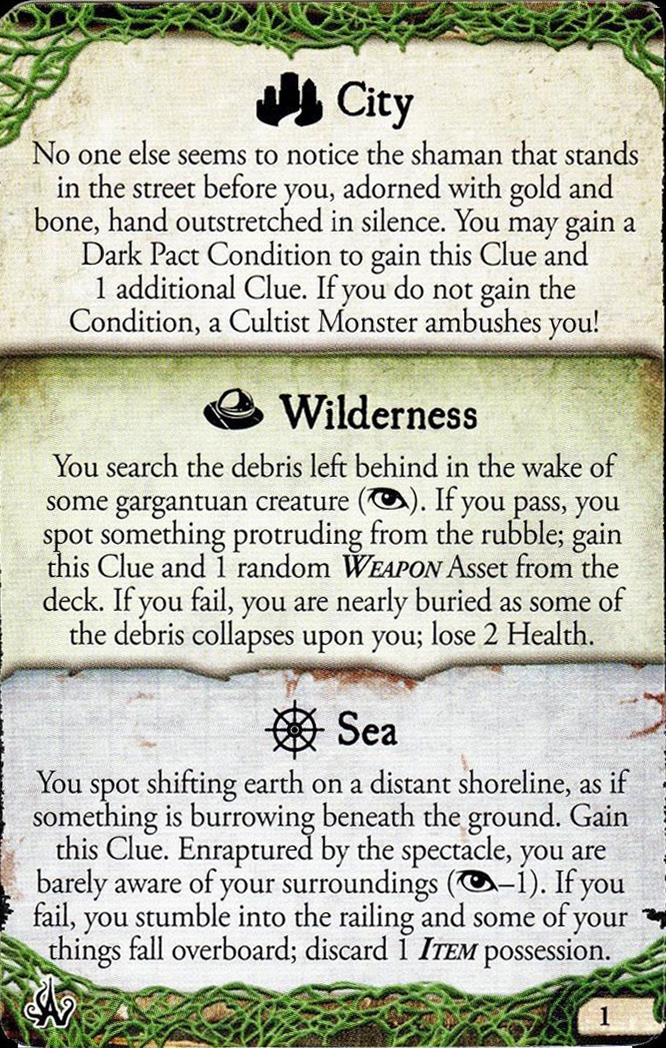 City
No one else seems to notice the shaman that stands
in the street before you, adorned with gold and
bone, hand outstretched in silence. You may gain a
Dark Pact Condition to gain this Clue and
1 additional Clue. If you do not gain the
Condition, a Cultist Monster ambushes you!
Wilderness
You search the debris left behind in the wake of
some gargantuan creature (). If you pass, you
spot something protruding from the rubble; gain
this Clue and 1 random WEAPON Asset from the
deck. If you fail, you are nearly buried as some of
the debris collapses upon you; lose 2 Health.
Sea
You spot shifting earth on a distant shoreline, as if
something is burrowing beneath the ground. Gain
this Clue. Enraptured by the spectacle, you are
barely aware of your surroundings (–1). If you
fail, you stumble into the railing and some of your
things fall overboard; discard 1 ITEM possession.
1